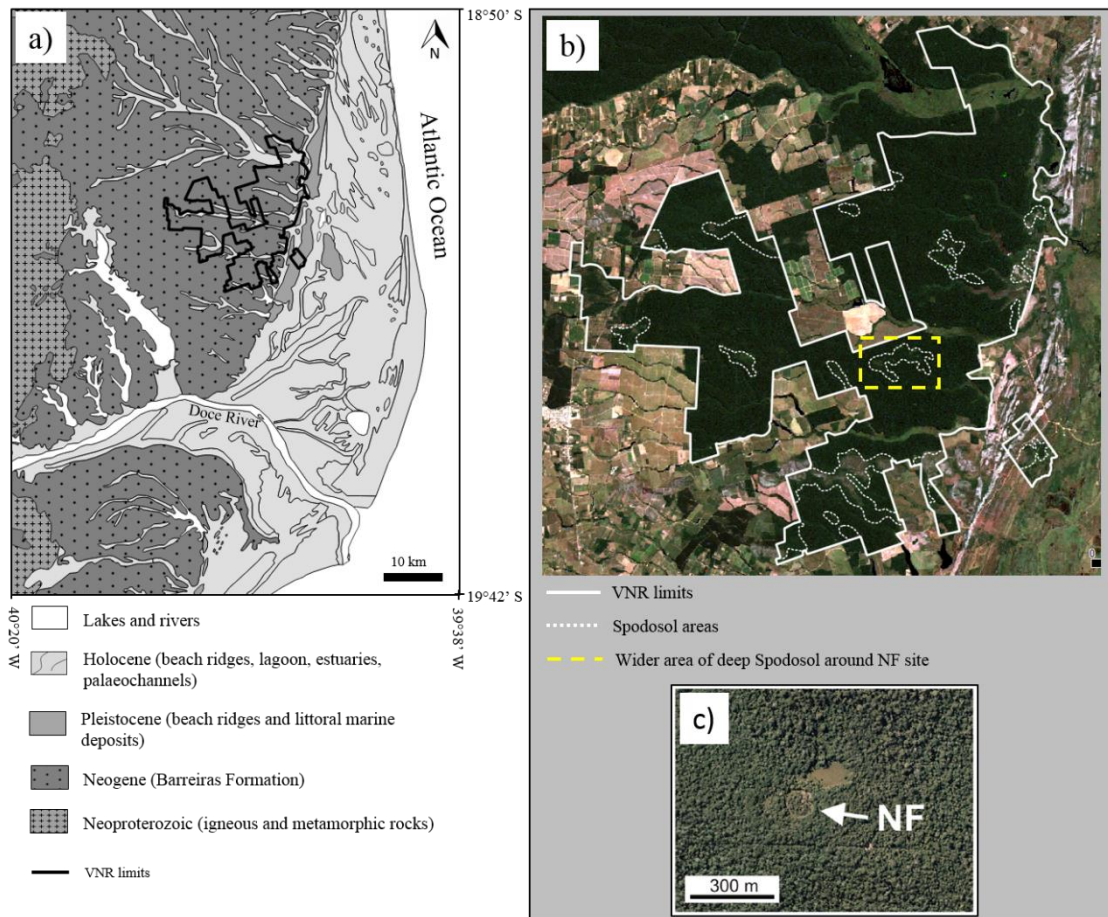 a)
N
18°50' S
Atlantic Ocean
Doce River
10 km
19°42' S
40°20' W
39°38' W
Lakes and rivers
Holocene (beach ridges, lagoon, estuaries,
palaeochannels)
Pleistocene (beach ridges and littoral marine
deposits)
Neogene (Barreiras Formation)
Neoproterozoic (igneous and metamorphic rocks)
VNR limits
b)
VNR limits
Spodosol areas
Wider area of deep Spodosol around NF site
c)
NF
300 m